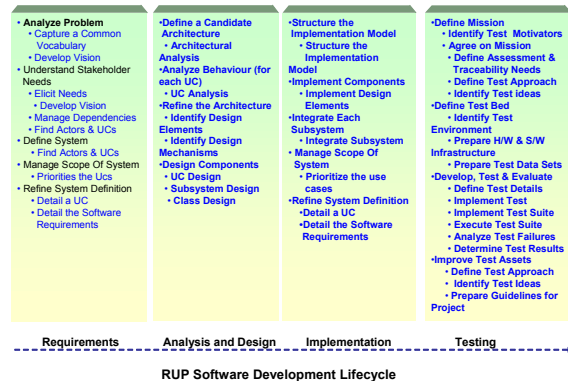 • Analyze Problem
• Capture a Common
Vocabulary
• Develop Vision
• Understand Stakeholder
Needs
• Elicit Needs
• Develop Vision
• Manage Dependencies
• Find Actors & UCs
• Define System
• Find Actors & UCs
• Manage Scope Of System
• Priorities the Ucs
• Refine System Definition
• Detail a UC
• Detail the Software
Requirements
•Define a Candidate
Architecture
• Architectural
Analysis
•Analyze Behaviour (for
each UC)
• UC Analysis
•Refine the Architecture
• Identify Design
Elements
• Identify Design
Mechanisms
•Design Components
• UC Design
• Subsystem Design
• Class Design
•Structure the
Implementation Model
• Structure the
Implementation
Model
•Implement Components
• Implement Design
Elements
•Integrate Each
Subsystem
• Integrate Subsystem
• Manage Scope Of
System
• Prioritize the use
cases
•Refine System Definition
•Detail a UC
•Detail the Software
Requirements
•Define Mission
• Identify Test Motivators
• Agree on Mission
• Define Assessment &
Traceability Needs
• Define Test Approach
• Identify Test ideas
•Define Test Bed
• Identify Test
Environment
• Prepare H/W & S/W
Infrastructure
• Prepare Test Data Sets
•Develop, Test & Evaluate
• Define Test Details
• Implement Test
• Implement Test Suite
• Execute Test Suite
• Analyze Test Failures
• Determine Test Results
•Improve Test Assets
• Define Test Approach
• Identify Test Ideas
• Prepare Guidelines for
Project
Requirements
Analysis and Design
Implementation
Testing
RUP Software Development Lifecycle